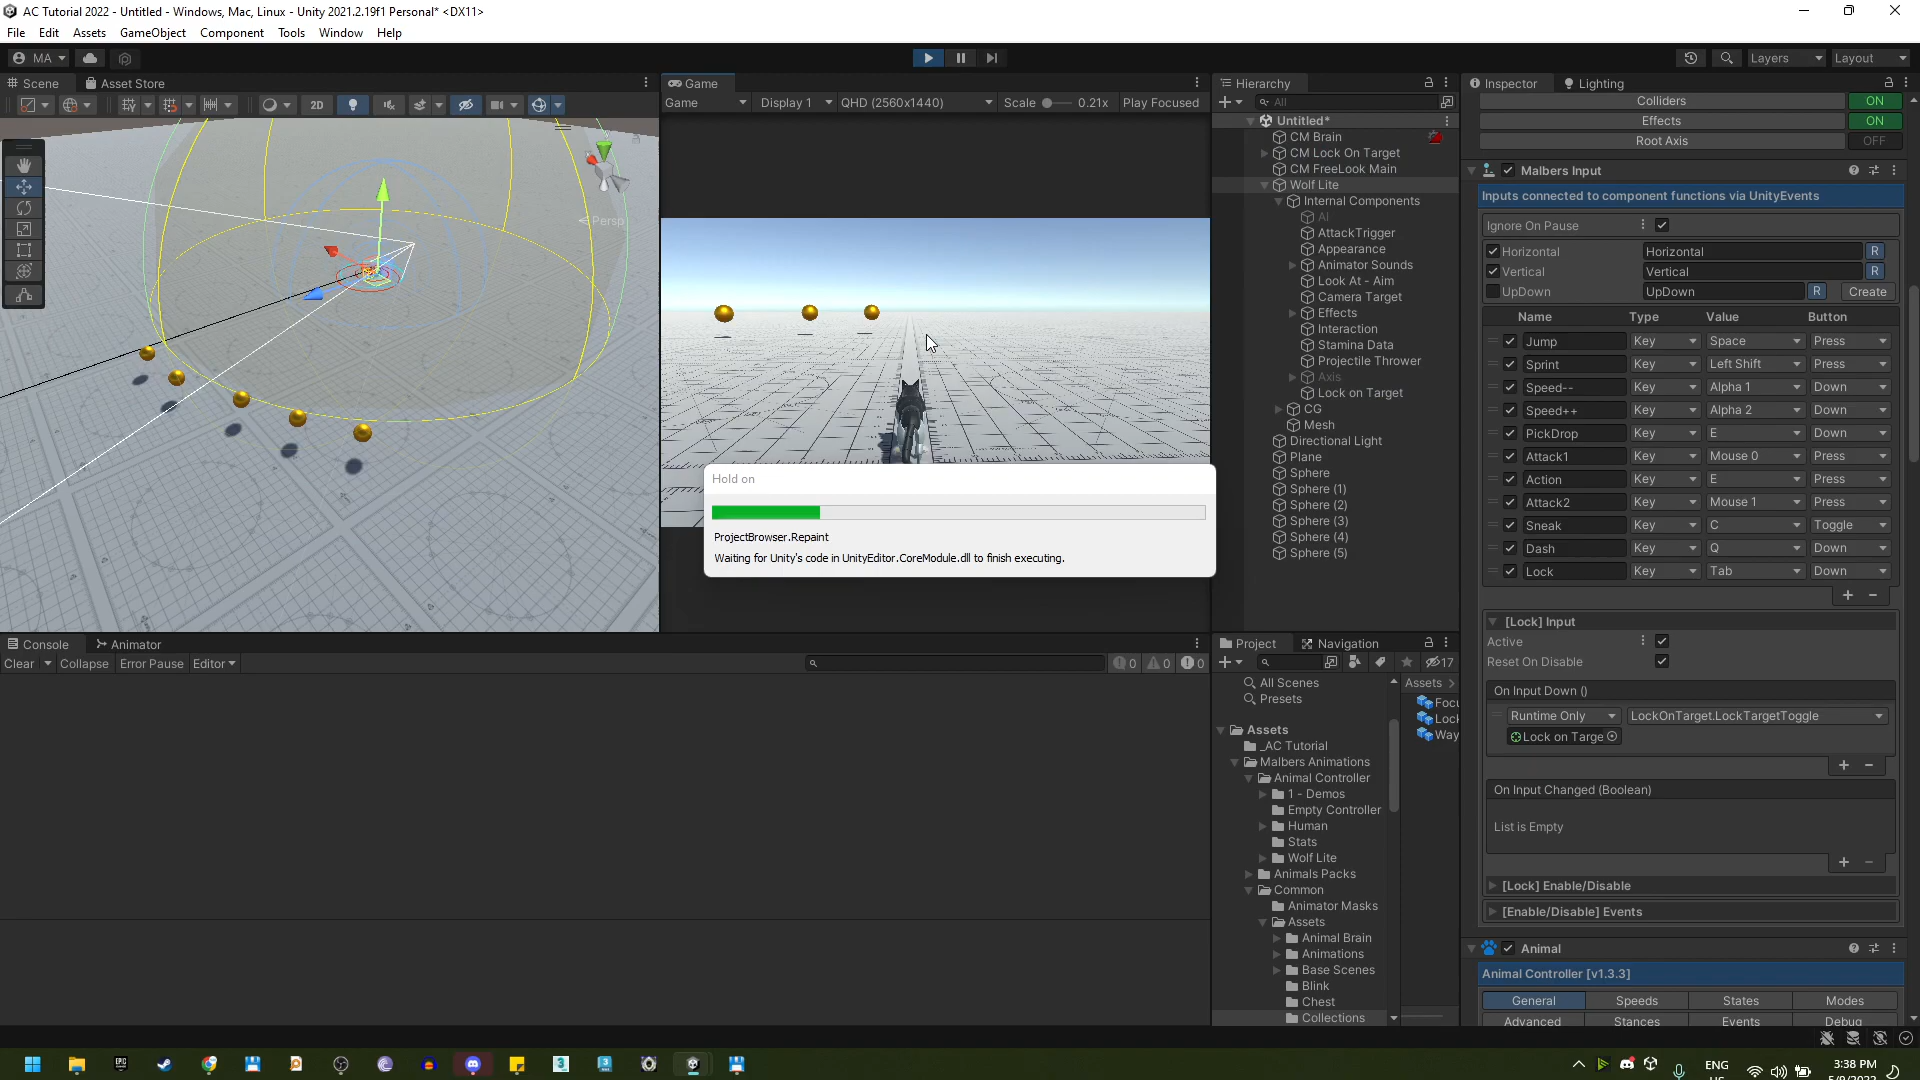 AC Tutorial 2022 - Untitled - Windows, Mac, Linux - Unity 2021.2.19f1 Personal* <DX11>
File Edit Assets GameObject Component Tools Window Help
MA Layers Layout
Scene Asset Store
2D
Persp
Game
Game Display 1 QHD (2560x1440) Scale 0.21x Play Focused
Hold on
ProjectBrowser.Repaint
Waiting for Unity's code in UnityEditor.CoreModule.dll to finish executing.
Hierarchy
All
Untitled*
CM Brain
CM Lock On Target
CM FreeLook Main
Wolf Lite
Internal Components
AI
AttackTrigger
Appearance
Animator Sounds
Look At - Aim
Camera Target
Effects
Interaction
Stamina Data
Projectile Thrower
Axis
Lock on Target
CG
Mesh
Directional Light
Plane
Sphere
Sphere (1)
Sphere (2)
Sphere (3)
Sphere (4)
Sphere (5)
Inspector Lighting
Colliders ON
Effects ON
Root Axis OFF
Malbers Input
Inputs connected to component functions via UnityEvents
Ignore On Pause
Horizontal Horizontal R
Vertical Vertical R
UpDown UpDown R Create
Name Type Value Button
Jump Key Space Press
Sprint Key Left Shift Press
Speed-- Key Alpha 1 Down
Speed++ Key Alpha 2 Down
PickDrop Key E Down
Attack1 Key Mouse 0 Press
Action Key E Press
Attack2 Key Mouse 1 Press
Sneak Key C Toggle
Dash Key Q Down
Lock Key Tab Down
[Lock] Input
Active
Reset On Disable
On Input Down ()
Runtime Only LockOnTarget.LockTargetToggle
Lock on Targe
On Input Changed (Boolean)
List is Empty
[Lock] Enable/Disable
[Enable/Disable] Events
Animal
Animal Controller [v1.3.3]
General Speeds States Modes
Advanced Stances Events Debug
Console Animator
Clear Collapse Error Pause Editor 0 0 0
Project Navigation
17
All Scenes
Presets
Assets
_AC Tutorial
Malbers Animations
Animal Controller
1 - Demos
Empty Controller
Human
Stats
Wolf Lite
Animals Packs
Common
Animator Masks
Assets
Animal Brain
Animations
Base Scenes
Blink
Chest
Collections
Assets >
Focu
Lock
Way
ENG
US
3:38 PM